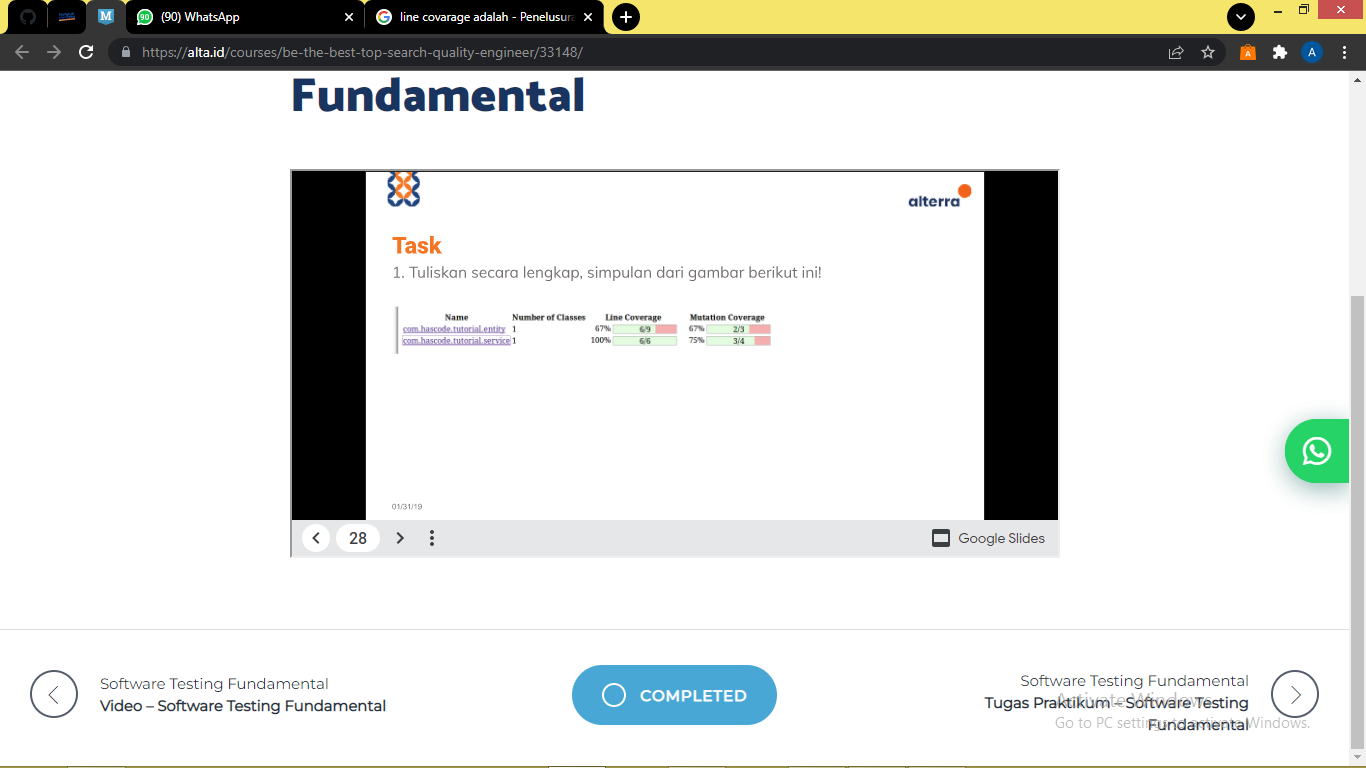 (90) WhatsApp
line covarage adalah - Penelusura
https://alta.id/courses/be-the-best-top-search-quality-engineer/33148/
Fundamental
alterra
Task
1. Tuliskan secara lengkap, simpulan dari gambar berikut ini!
Name Number of Classes Line Coverage Mutation Coverage
com.hascode.tutorial.entity 1 67% 6/9 67% 2/3
com.hascode.tutorial.service 1 100% 6/6 75% 3/4
01/31/19
28
Google Slides
Software Testing Fundamental
Video – Software Testing Fundamental
COMPLETED
Software Testing Fundamental
Tugas Praktikum – Software Testing
Fundamental
Activate Windows
Go to PC settings to activate Windows.